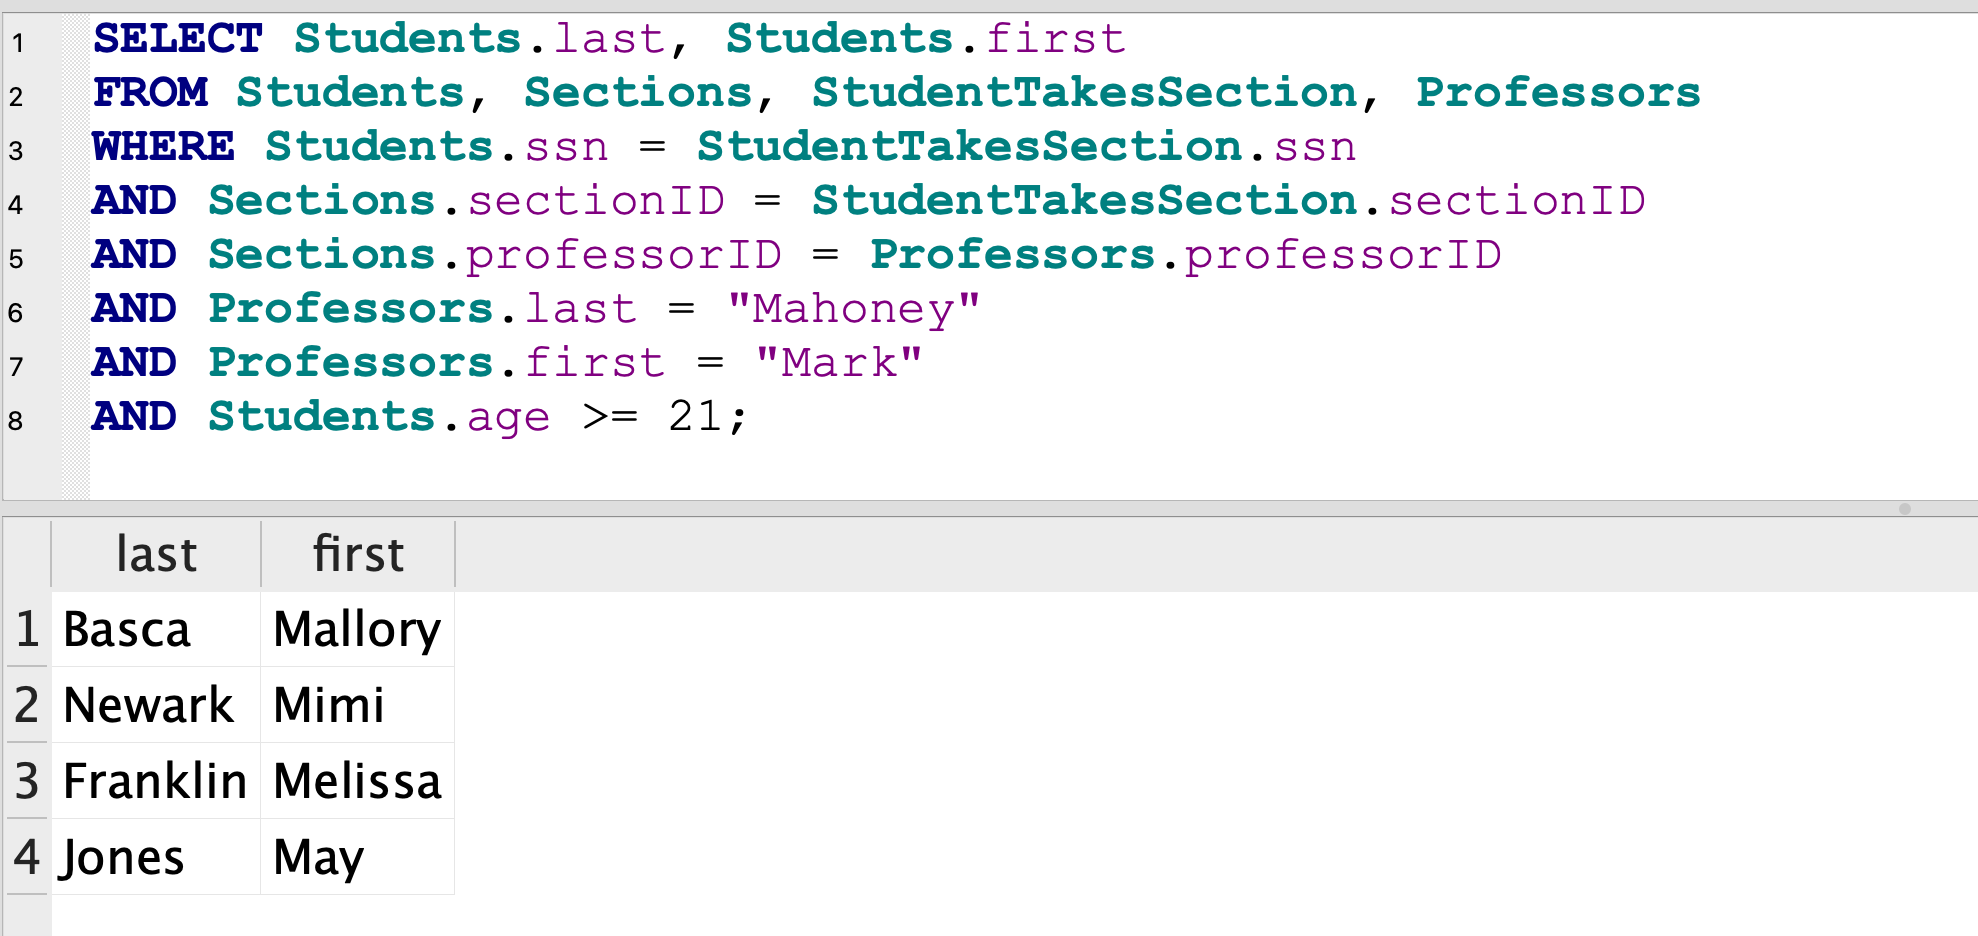 1 SELECT Students.last, Students.first
2 FROM Students, Sections, StudentTakesSection, Professors
3 WHERE Students.ssn = StudentTakesSection.ssn
4 AND Sections.sectionID = StudentTakesSection.sectionID
5 AND Sections.professorID = Professors.professorID
6 AND Professors.last = "Mahoney"
7 AND Professors.first = "Mark"
8 AND Students.age >= 21;
last first
1 Basca Mallory
2 Newark Mimi
3 Franklin Melissa
4 Jones May